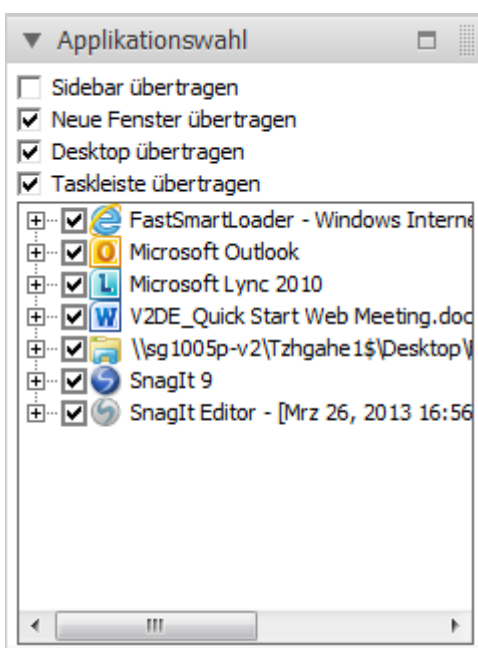 Applikationswahl
Sidebar übertragen
Neue Fenster übertragen
Desktop übertragen
Taskleiste übertragen
FastSmartLoader - Windows Interne
Microsoft Outlook
Microsoft Lync 2010
V2DE_Quick Start Web Meeting.doc
\\sg1005p-v2\Tzhgahe1$\Desktop\
SnagIt 9
SnagIt Editor - [Mrz 26, 2013 16:56